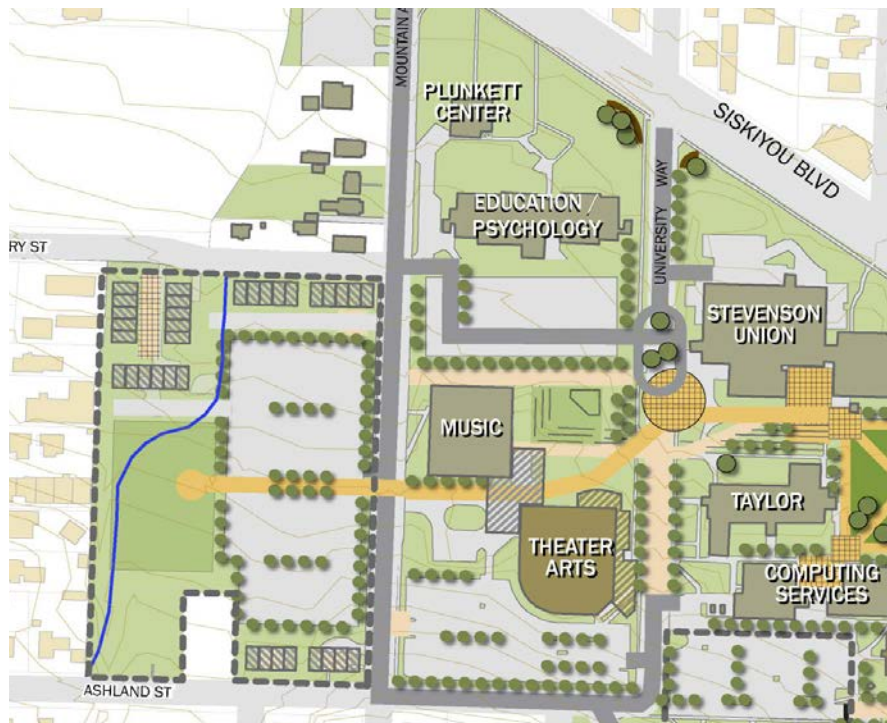 MOUNTAIN A
PLUNKETT
CENTER
SISKIYOU BLVD
EDUCATION /
PSYCHOLOGY
UNIVERSITY WAY
RY ST
STEVENSON
UNION
MUSIC
TAYLOR
THEATER
ARTS
COMPUTING
SERVICES
ASHLAND ST